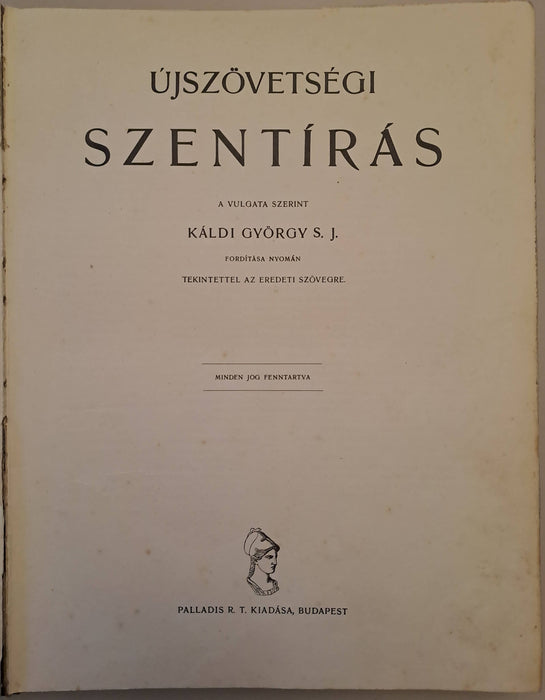 ÚJSZÖVETSÉGI
SZENTÍRÁS
A VULGATA SZERINT
KÁLDI GYÖRGY S. J.
FORDÍTÁSA NYOMÁN
TEKINTETTEL AZ EREDETI SZÖVEGRE.
MINDEN JOG FENNTARTVA
PALLADIS R. T. KIADÁSA, BUDAPEST